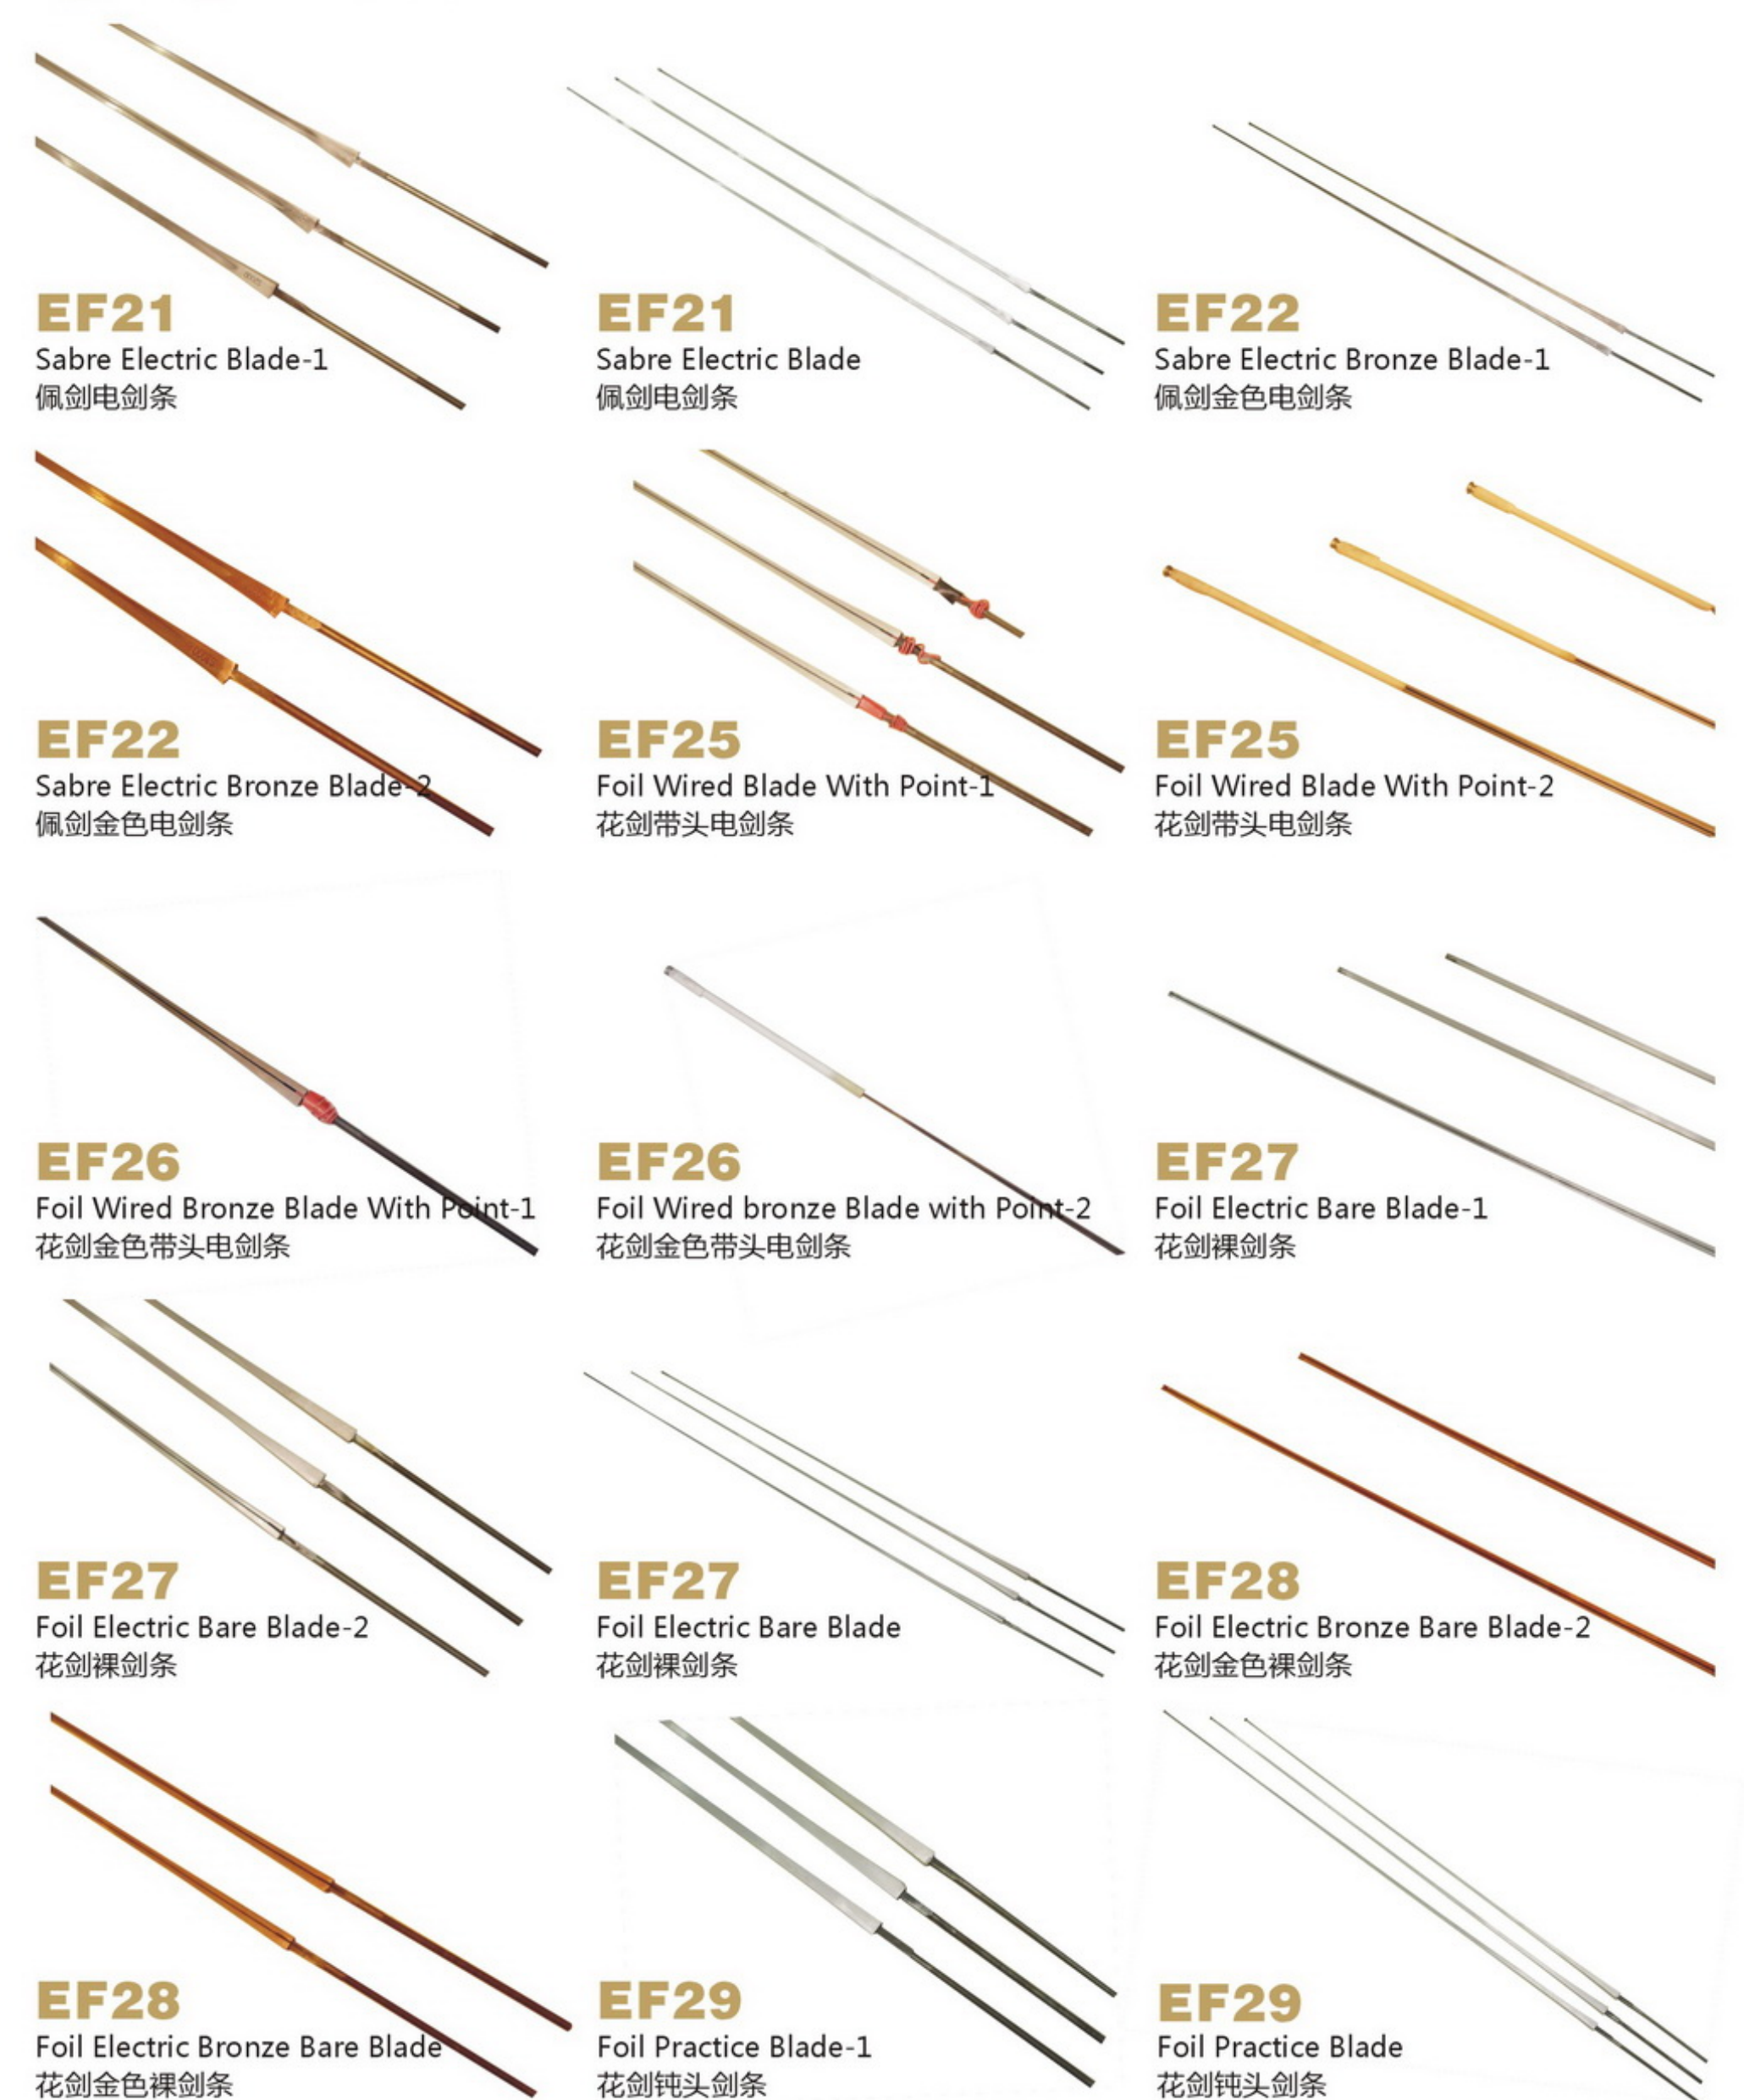 EF21
Sabre Electric Blade-1
佩剑电剑条
EF21
Sabre Electric Blade
佩剑电剑条
EF22
Sabre Electric Bronze Blade-1
佩剑金色电剑条
EF22
Sabre Electric Bronze Blade-2
佩剑金色电剑条
EF25
Foil Wired Blade With Point-1
花剑带头电剑条
EF25
Foil Wired Blade With Point-2
花剑带头电剑条
EF26
Foil Wired Bronze Blade With Point-1
花剑金色带头电剑条
EF26
Foil Wired bronze Blade with Point-2
花剑金色带头电剑条
EF27
Foil Electric Bare Blade-1
花剑裸剑条
EF27
Foil Electric Bare Blade-2
花剑裸剑条
EF27
Foil Electric Bare Blade
花剑裸剑条
EF28
Foil Electric Bronze Bare Blade-2
花剑金色裸剑条
EF28
Foil Electric Bronze Bare Blade
花剑金色裸剑条
EF29
Foil Practice Blade-1
花剑钝头剑条
EF29
Foil Practice Blade
花剑钝头剑条